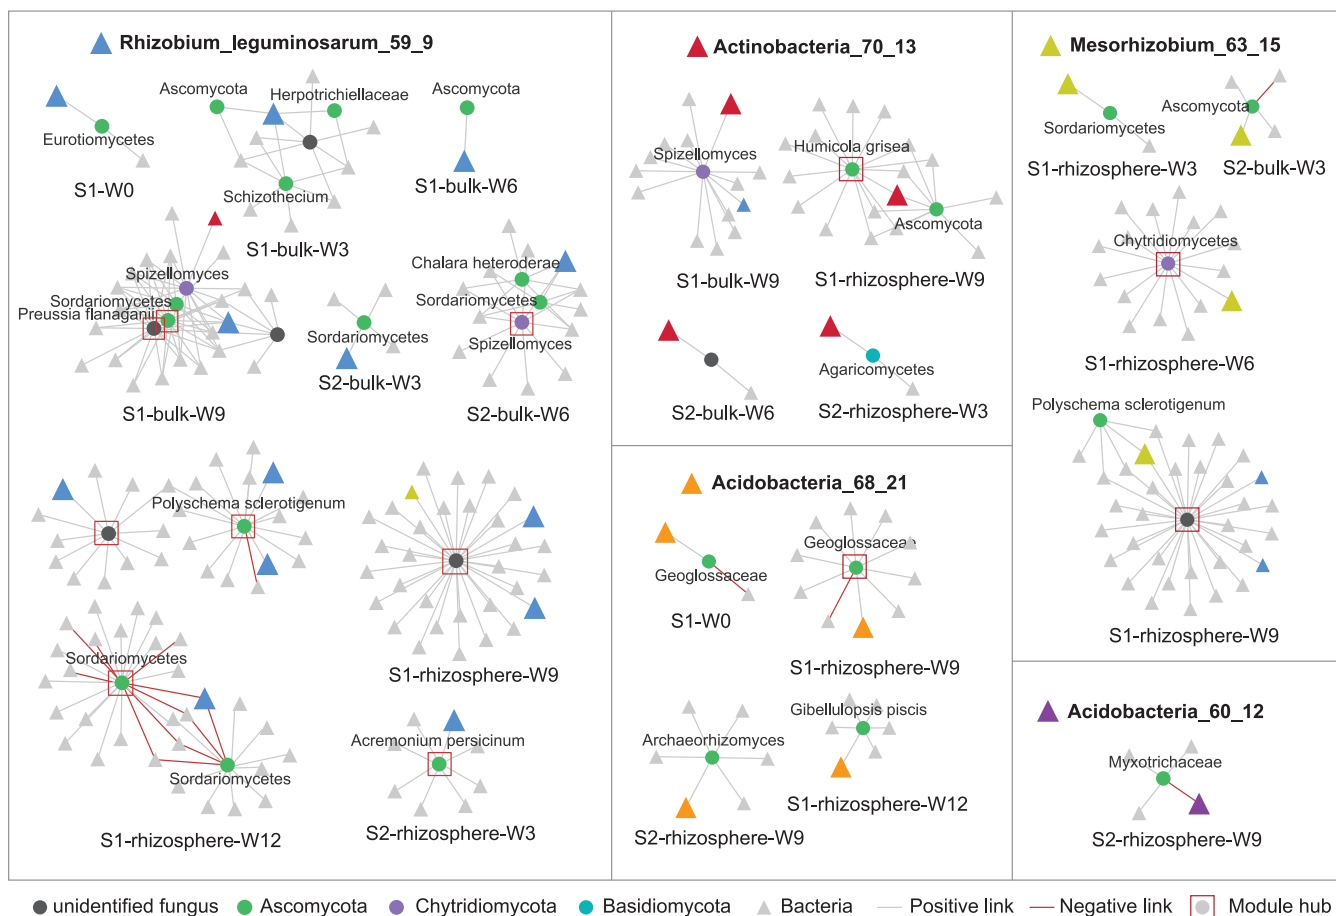 Rhizobium_leguminosarum_59_9
Ascomycota
Herpotrichiellaceae
Ascomycota
Eurotiomycetes
S1-W0
S1-bulk-W6
Schizothecium
S1-bulk-W3
Spizellomyces
Sordariomycetes
Preussia flanaganii
S1-bulk-W9
Sordariomycetes
S2-bulk-W3
Chalara heteroderae
Sordariomycetes
Spizellomyces
S2-bulk-W6
Polyschema sclerotigenum
S1-rhizosphere-W9
Sordariomycetes
Sordariomycetes
S1-rhizosphere-W12
Acremonium persicinum
S2-rhizosphere-W3
Actinobacteria_70_13
Spizellomyces
S1-bulk-W9
Humicola grisea
Ascomycota
S1-rhizosphere-W9
S2-bulk-W6
Agaricomycetes
S2-rhizosphere-W3
Acidobacteria_68_21
Geoglossaceae
S1-W0
Geoglossaceae
S1-rhizosphere-W9
Archaeorhizomyces
S2-rhizosphere-W9
Gibellulopsis piscis
S1-rhizosphere-W12
Mesorhizobium_63_15
Sordariomycetes
S1-rhizosphere-W3
Ascomycota
S2-bulk-W3
Chytridiomycetes
S1-rhizosphere-W6
Polyschema sclerotigenum
S1-rhizosphere-W9
Acidobacteria_60_12
Myxotrichaceae
S2-rhizosphere-W9
unidentified fungus Ascomycota Chytridiomycota Basidiomycota Bacteria Positive link Negative link Module hub